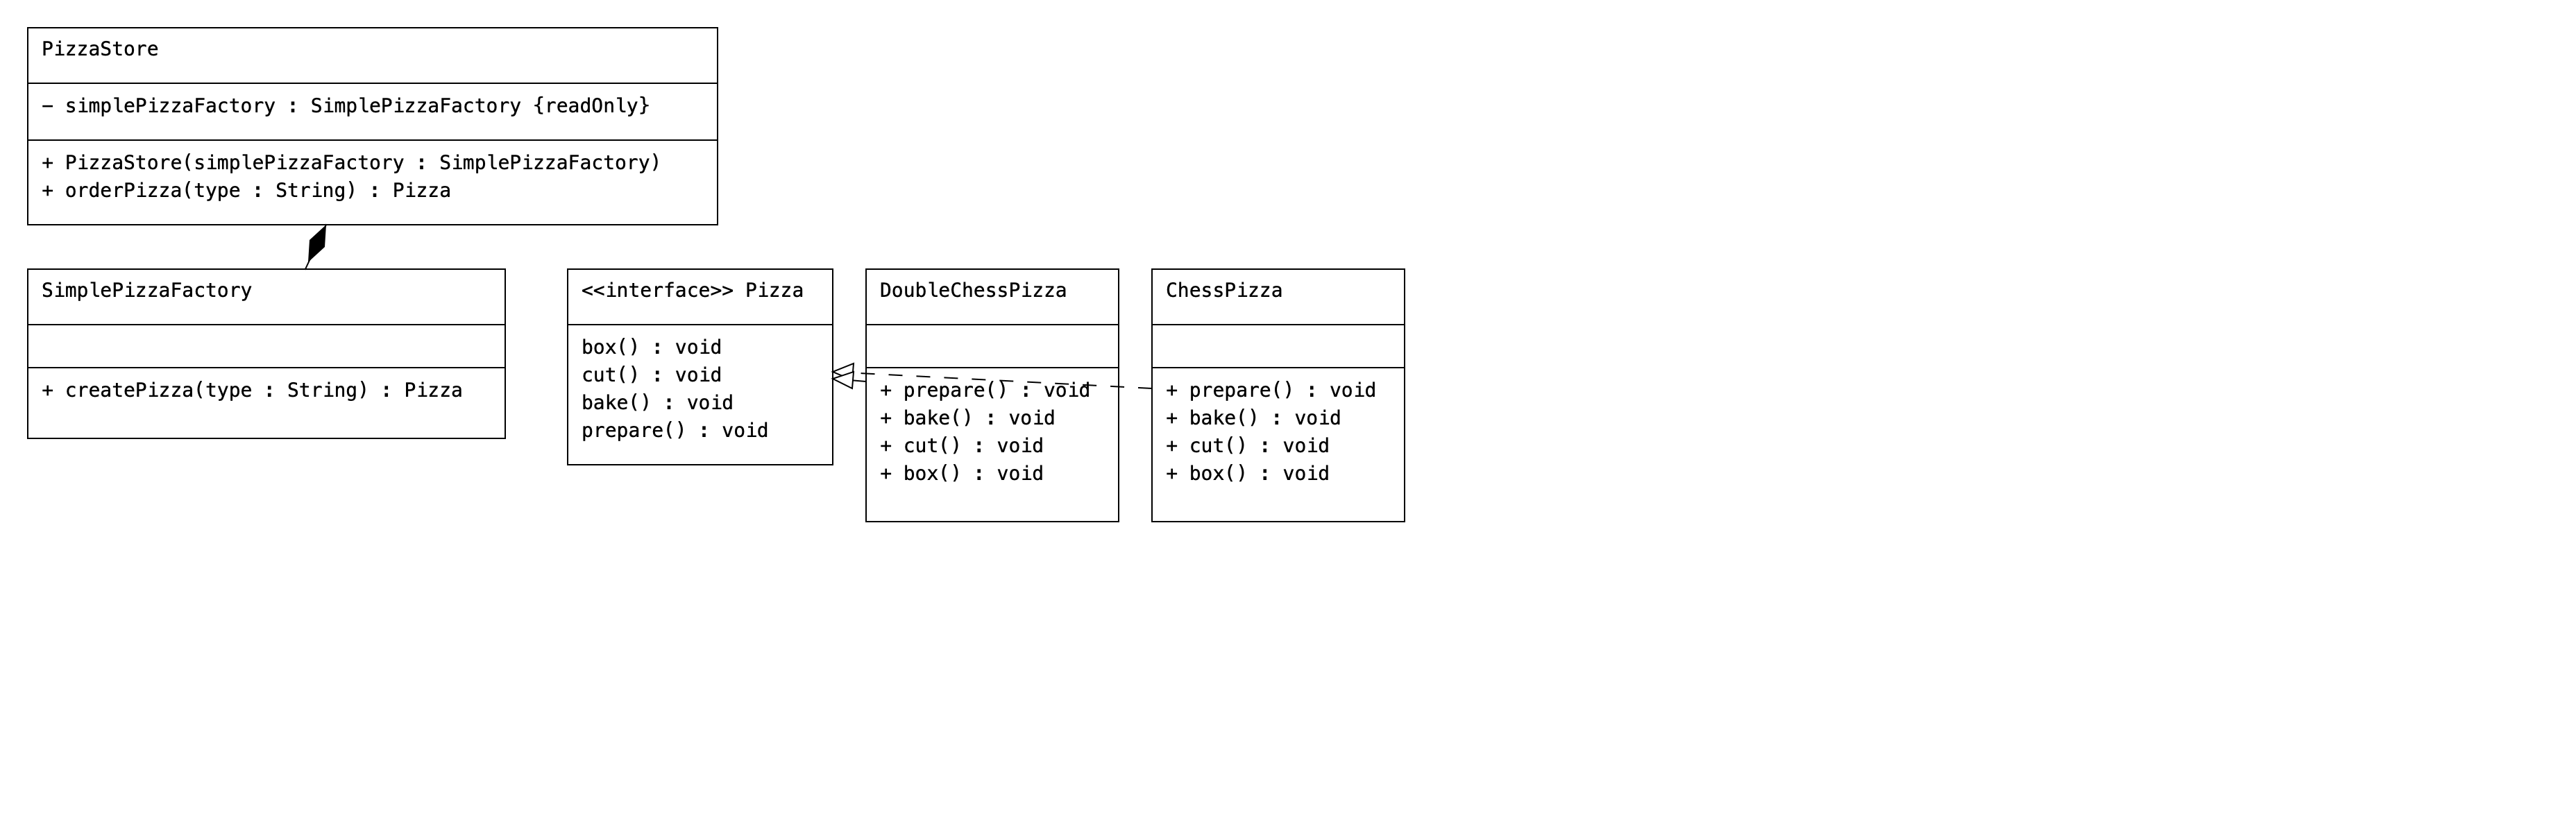 PizzaStore
− simplePizzaFactory : SimplePizzaFactory {readOnly}
+ PizzaStore(simplePizzaFactory : SimplePizzaFactory)
+ orderPizza(type : String) : Pizza
SimplePizzaFactory
+ createPizza(type : String) : Pizza
<<interface>> Pizza
box() : void
cut() : void
bake() : void
prepare() : void
DoubleChessPizza
+ prepare() : void
+ bake() : void
+ cut() : void
+ box() : void
ChessPizza
+ prepare() : void
+ bake() : void
+ cut() : void
+ box() : void